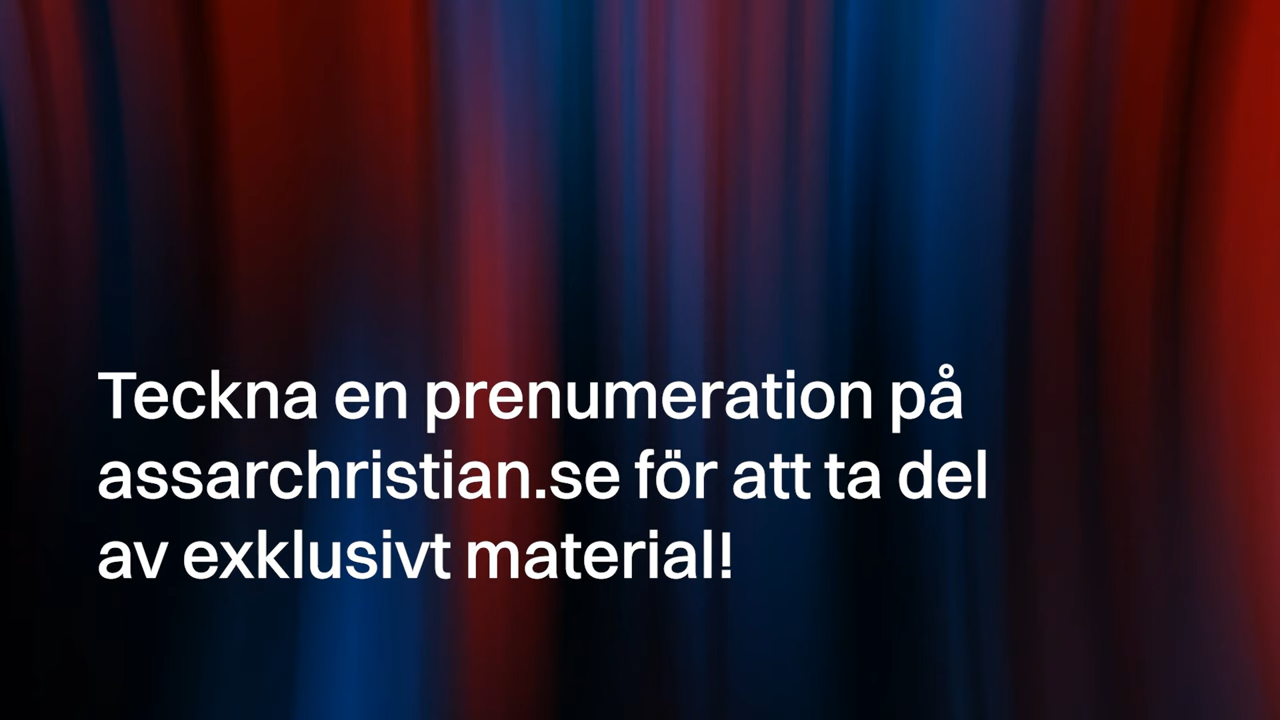 Teckna en prenumeration på
assarchristian.se för att ta del
av exklusivt material!